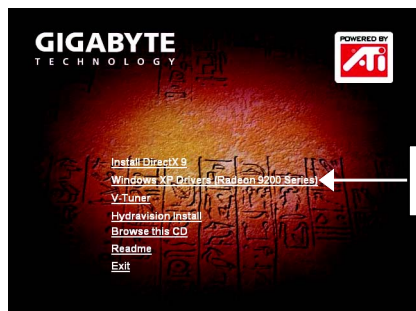 GIGABYTE
TECHNOLOGY
POWERED BY
ATi
Install DirectX 9
Windows XP Drivers (Radeon 9200 Series)
V-Tuner
Hydravision Install
Browse this CD
Readme
Exit